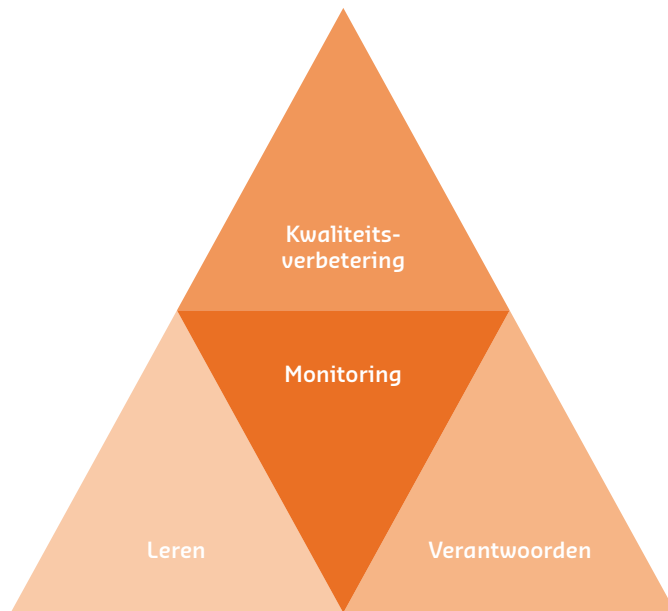 Kwaliteits-
verbetering
Monitoring
Leren
Verantwoorden